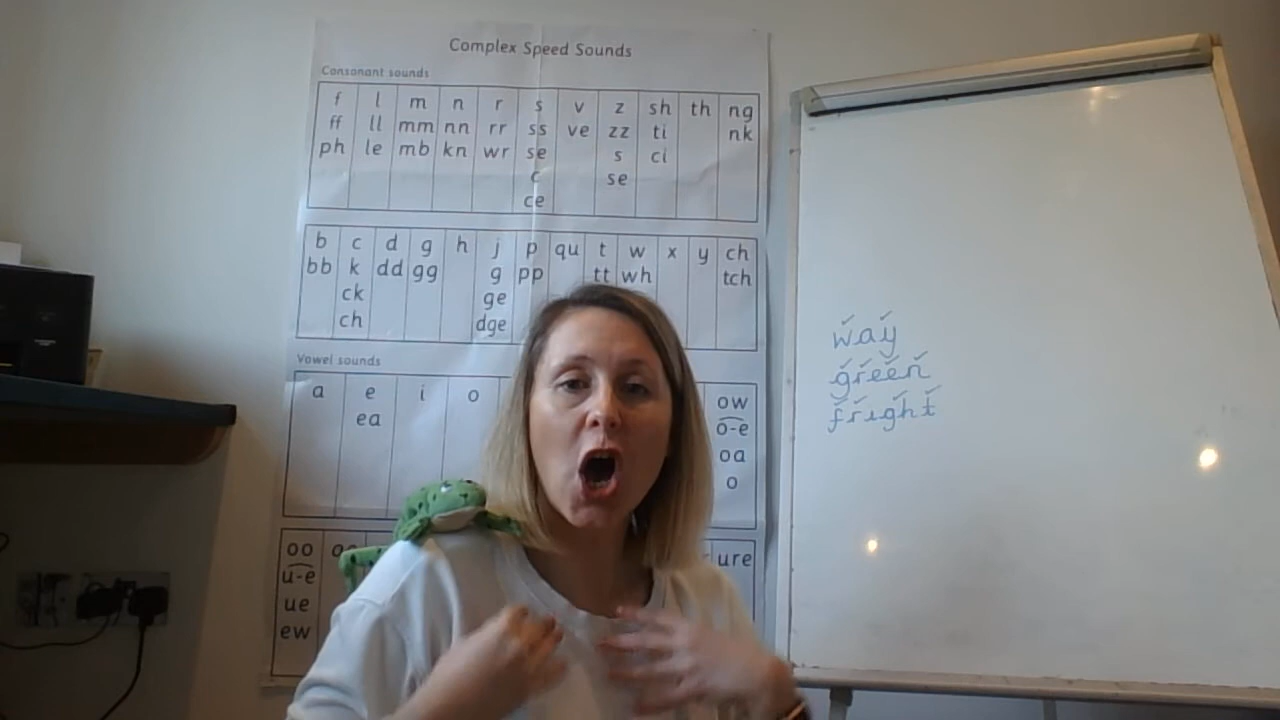 Complex Speed Sounds
Consonant sounds
f l m n r s v z sh th ng
ff ll mm nn rr ss ve zz ti nk
ph le mb kn wr se s ci
c se
ce
b c d g h j p qu t w x y ch
bb k dd gg g pp tt wh tch
ck ge
ch dge
Vowel sounds
a e i o ow
ea o-e
oa
o
oo ure
u-e
ue
ew
way
green
fright